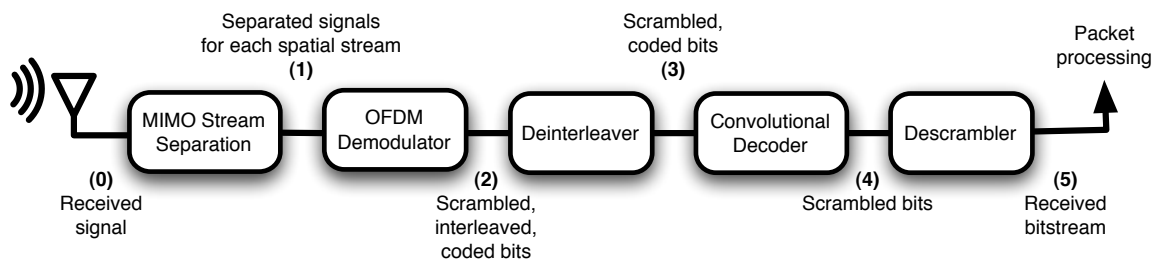 Separated signals
for each spatial stream
(1)
Scrambled,
coded bits
(3)
Packet
processing
MIMO Stream
Separation
OFDM
Demodulator
Deinterleaver
Convolutional
Decoder
Descrambler
(0)
Received
signal
(2)
Scrambled,
interleaved,
coded bits
(4)
Scrambled bits
(5)
Received
bitstream